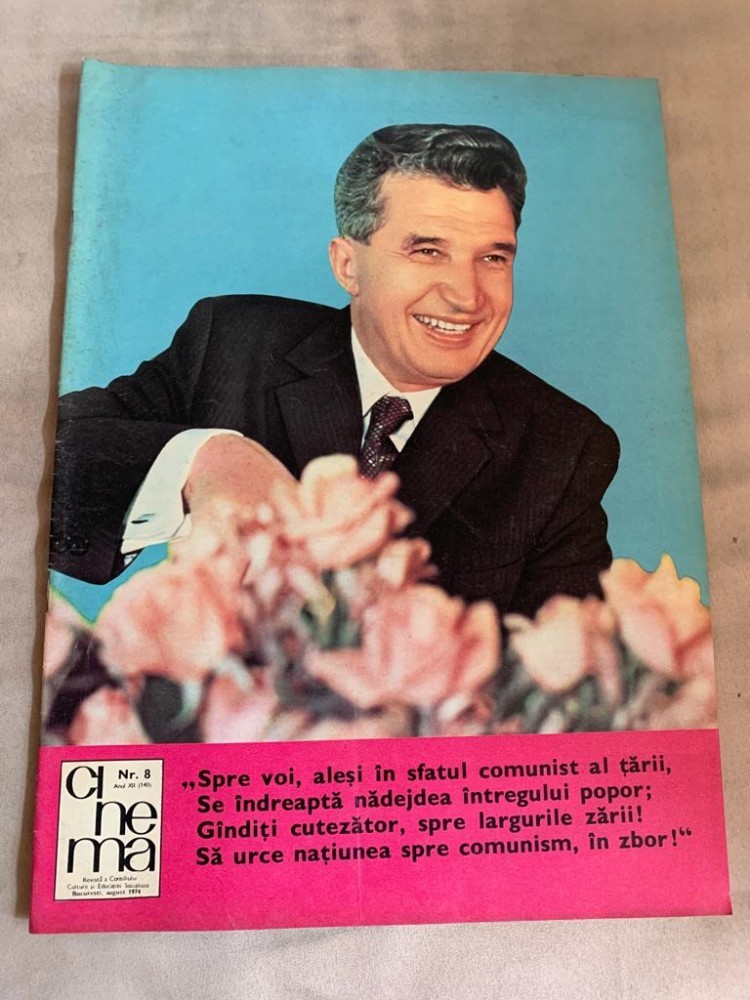 ci
ne
ma
Nr. 8
Anul XII (140)
Revistă a Consiliului
Culturii și Educației Socialiste
București, august 1974
„Spre voi, aleși în sfatul comunist al țării,
Se îndreaptă nădejdea întregului popor;
Gîndiți cutezător, spre largurile zării!
Să urce națiunea spre comunism, în zbor!“